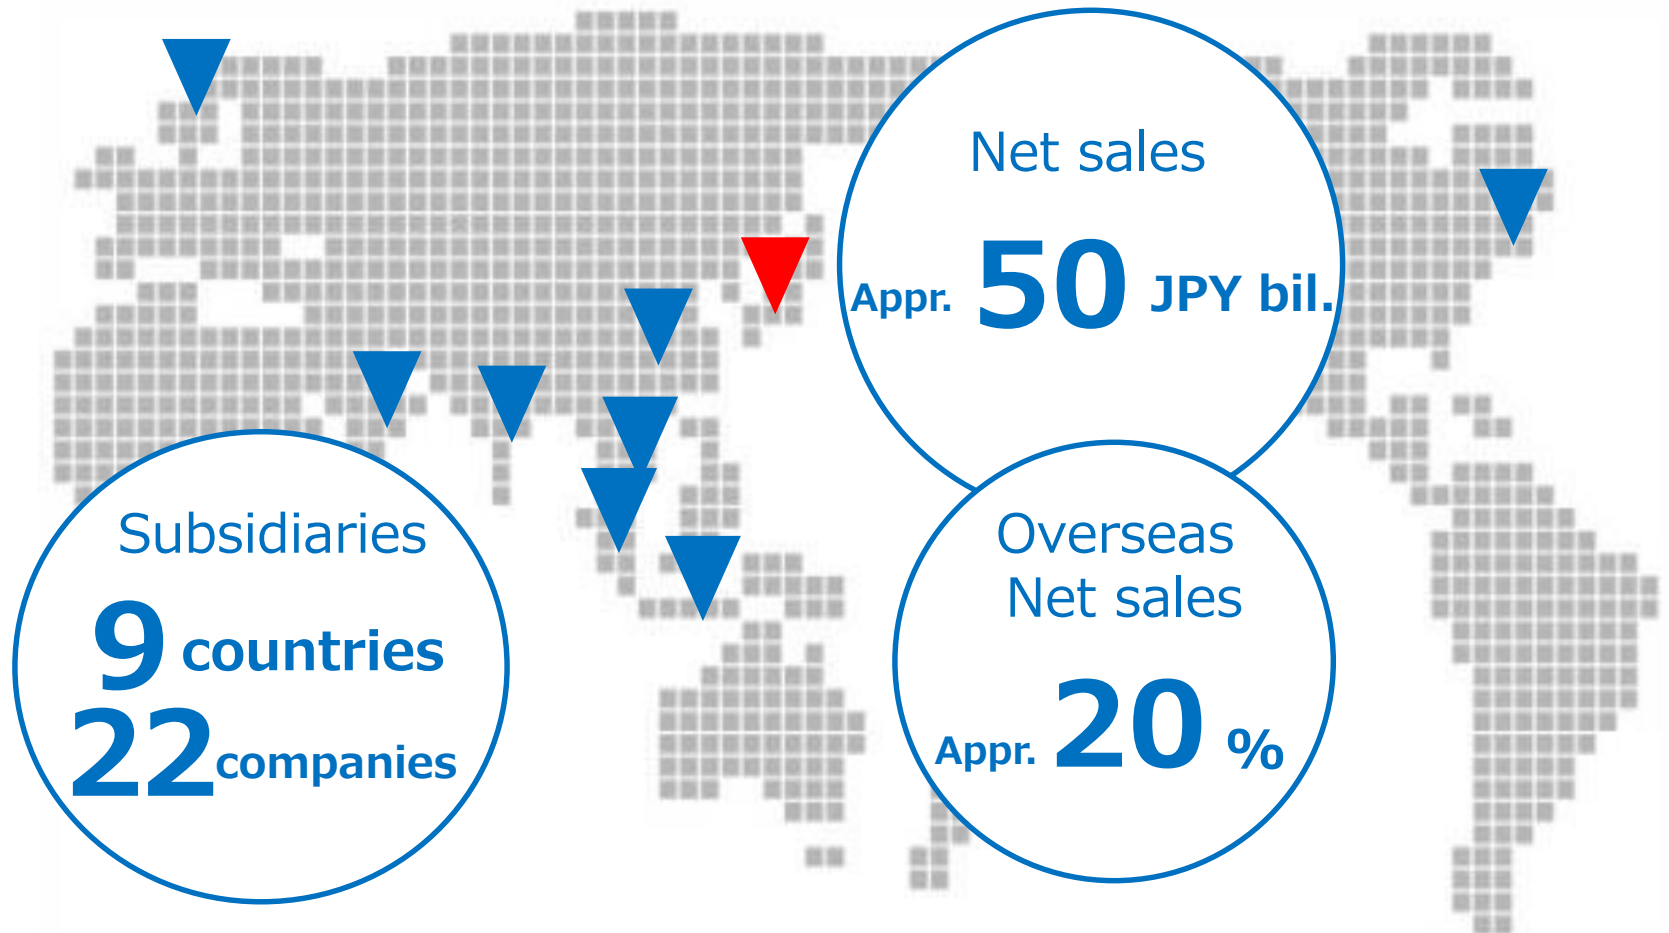 Net sales
Appr. 50 JPY bil.
Subsidiaries
9 countries
22 companies
Overseas
Net sales
Appr. 20 %